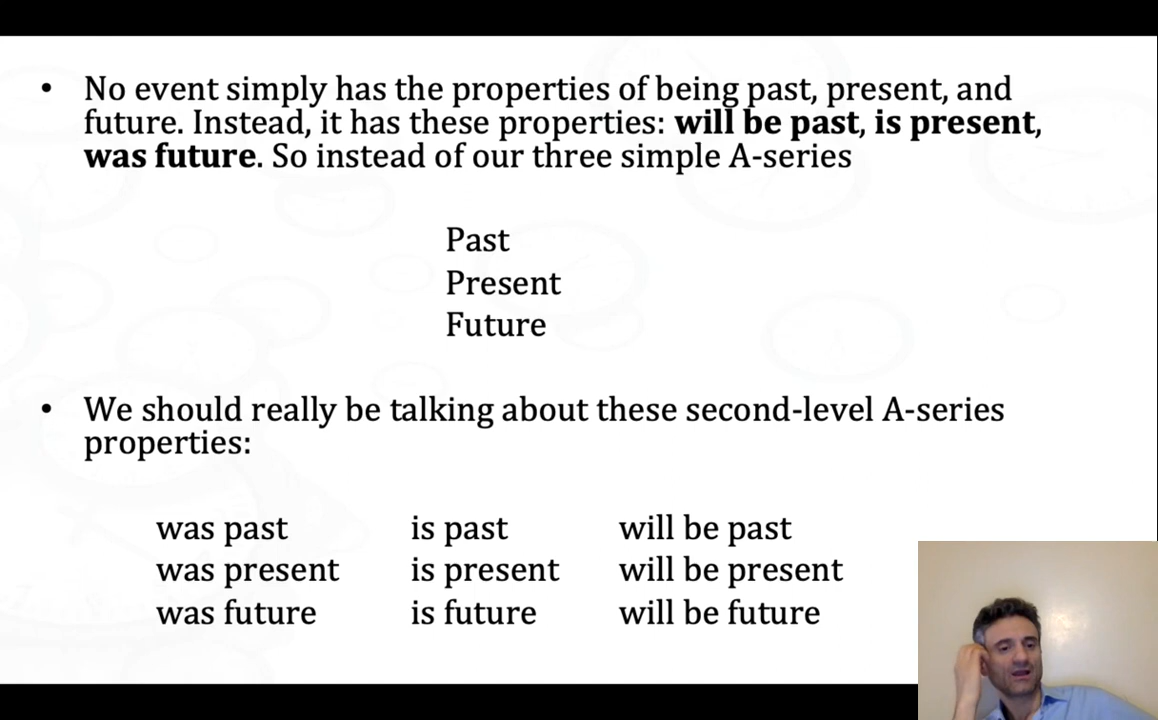 • No event simply has the properties of being past, present, and
future. Instead, it has these properties: will be past, is present,
was future. So instead of our three simple A-series
Past
Present
Future
• We should really be talking about these second-level A-series
properties:
was past is past will be past
was present is present will be present
was future is future will be future